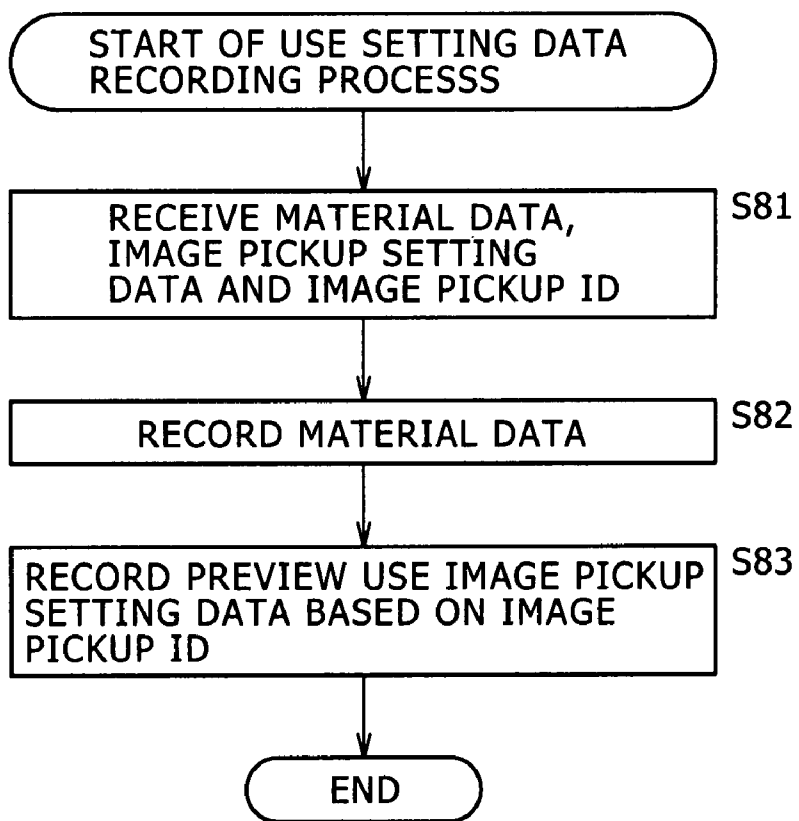 START OF USE SETTING DATA
RECORDING PROCESSS
RECEIVE MATERIAL DATA,
IMAGE PICKUP SETTING
DATA AND IMAGE PICKUP ID
S81
RECORD MATERIAL DATA
S82
RECORD PREVIEW USE IMAGE PICKUP
SETTING DATA BASED ON IMAGE
PICKUP ID
S83
END